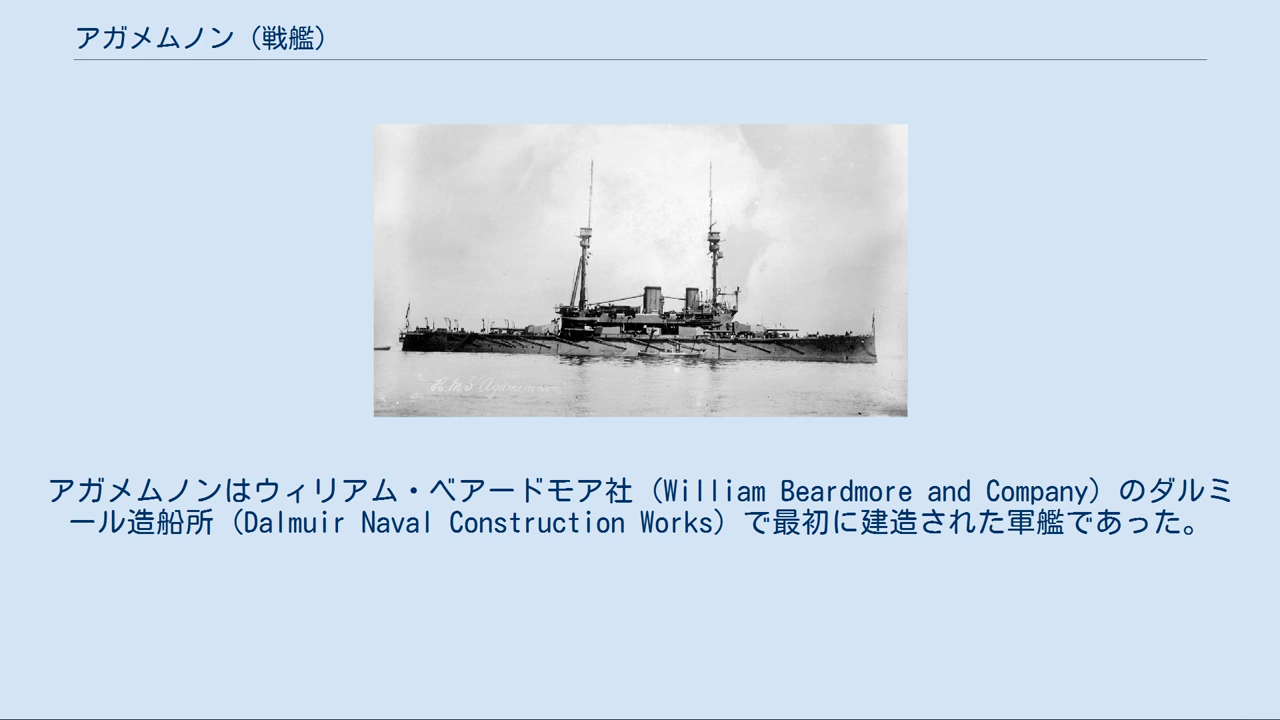 アガメムノン（戦艦）
H.M.S Agamemnon
アガメムノンはウィリアム・ベアードモア社（William Beardmore and Company）のダルミ
ール造船所（Dalmuir Naval Construction Works）で最初に建造された軍艦であった。